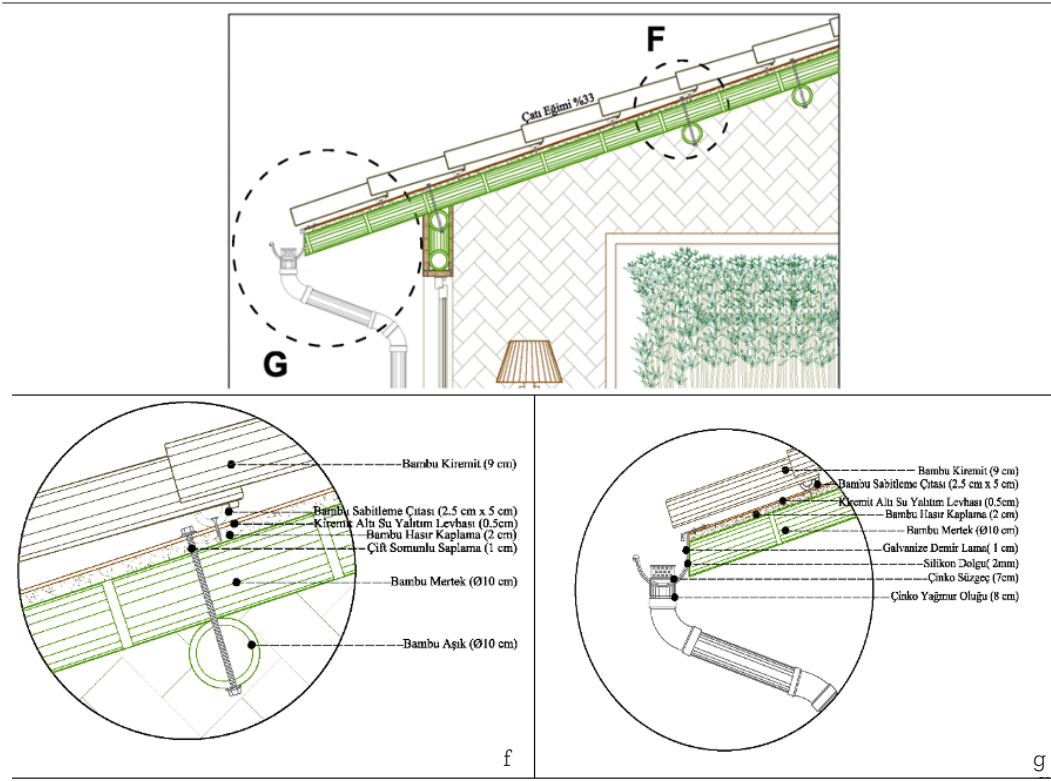 F
Çatı Eğimi %33
G
Bambu Kiremit (9 cm)
Bambu Sabitleme Çıtası (2.5 cm x 5 cm)
Kiremit Altı Su Yalıtım Levhası (0.5cm)
Bambu Hasır Kaplama (2 cm)
Çift Somunlu Saplama (1 cm)
Bambu Mertek (Ø10 cm)
Bambu Aşık (Ø10 cm)
f
Bambu Kiremit (9 cm)
Bambu Sabitleme Çıtası (2.5 cm x 5 cm)
Kiremit Altı Su Yalıtım Levhası (0.5cm)
Bambu Hasır Kaplama (2 cm)
Bambu Mertek (Ø10 cm)
Galvanize Demir Lama( 1 cm)
Silikon Dolgu( 2mm)
Çinko Süzgeç (7cm)
Çinko Yağmur Oluğu (8 cm)
g